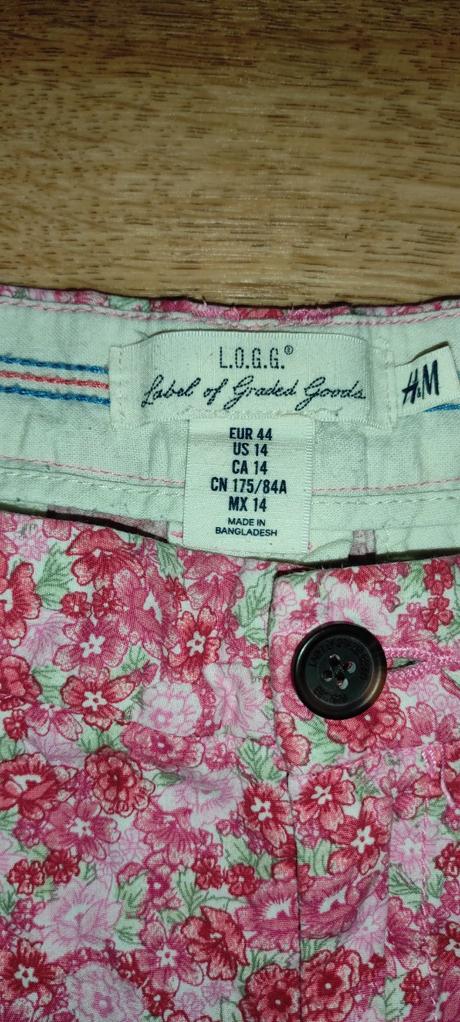 L.O.G.G.®
Label of Graded Goods
H&M
EUR 44
US 14
CA 14
CN 175/84A
MX 14
MADE IN
BANGLADESH